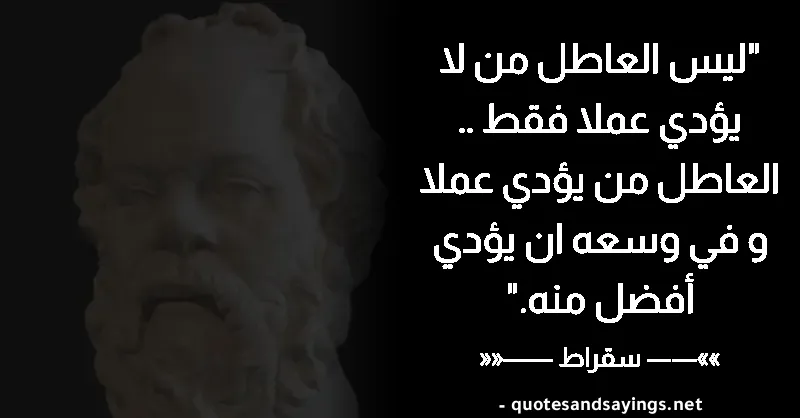 "ليس العاطل من لا
يؤدي عملا فقط ..
العاطل من يؤدي عملا
و في وسعه ان يؤدي
أفضل منه."
»»—— سقراط ——««
- quotesandsayings.net